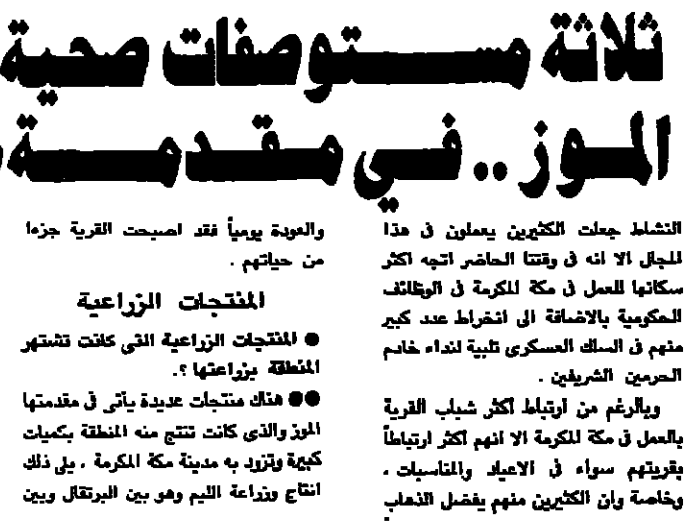 ثلاثة مستوصفات صحية
الموز .. في مقدمة
النشاط جعلت الكثيرين يعملون في هذا
المجال الا انه في وقتنا الحاضر اتجه اكثر
سكانها للعمل في مكة المكرمة في الوظائف
الحكومية بالاضافة الى انخراط عدد كبير
منهم في السلك العسكرى تلبية لنداء خادم
الحرمين الشريفين .
وبالرغم من ارتباط اكثر شباب القرية
بالعمل في مكة المكرمة الا انهم اكثر ارتباطاً
بقريتهم سواء في الاعياد والمناسبات ،
وخاصة وان الكثيرين منهم يفضل الذهاب
والعودة يومياً فقد اصبحت القرية جزءا
من حياتهم .
المنتجات الزراعية
● المنتجات الزراعية التي كانت تشتهر
المنطقة بزراعتها ؟.
●● هناك منتجات عديدة يأتى في مقدمتها
الموز والذى كانت تنتج منه المنطقة بكميات
كبيرة وتزود به مدينة مكة المكرمة ، يلى ذلك
انتاج وزراعة الليم وهو بين البرتقال وبين